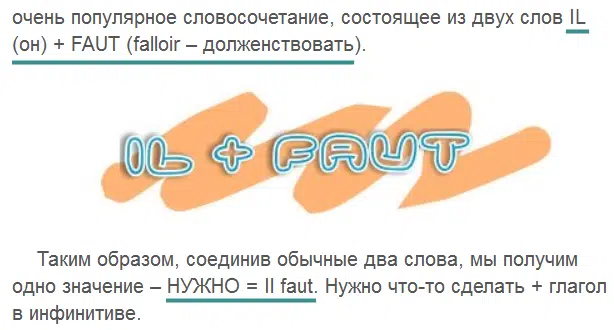 очень популярное словосочетание, состоящее из двух слов IL
(он) + FAUT (falloir – долженствовать).
IL + FAUT
Таким образом, соединив обычные два слова, мы получим
одно значение – НУЖНО = Il faut. Нужно что-то сделать + глагол
в инфинитиве.